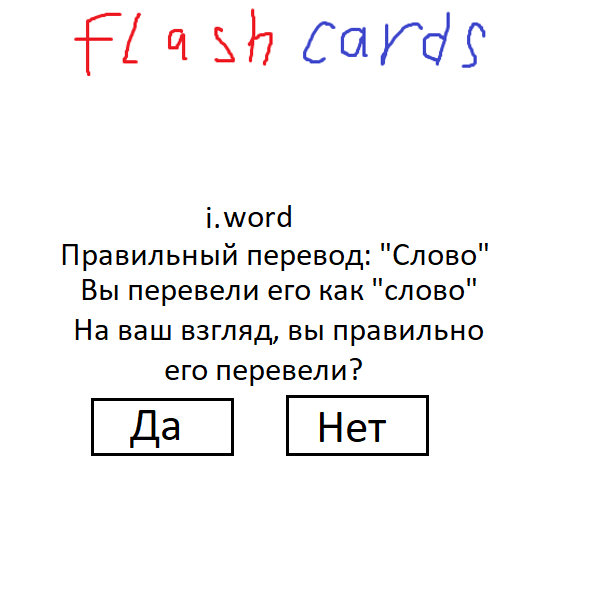 Flash cards
i.word
Правильный перевод: "Слово"
Вы перевели его как "слово"
На ваш взгляд, вы правильно
его перевели?
Да Нет